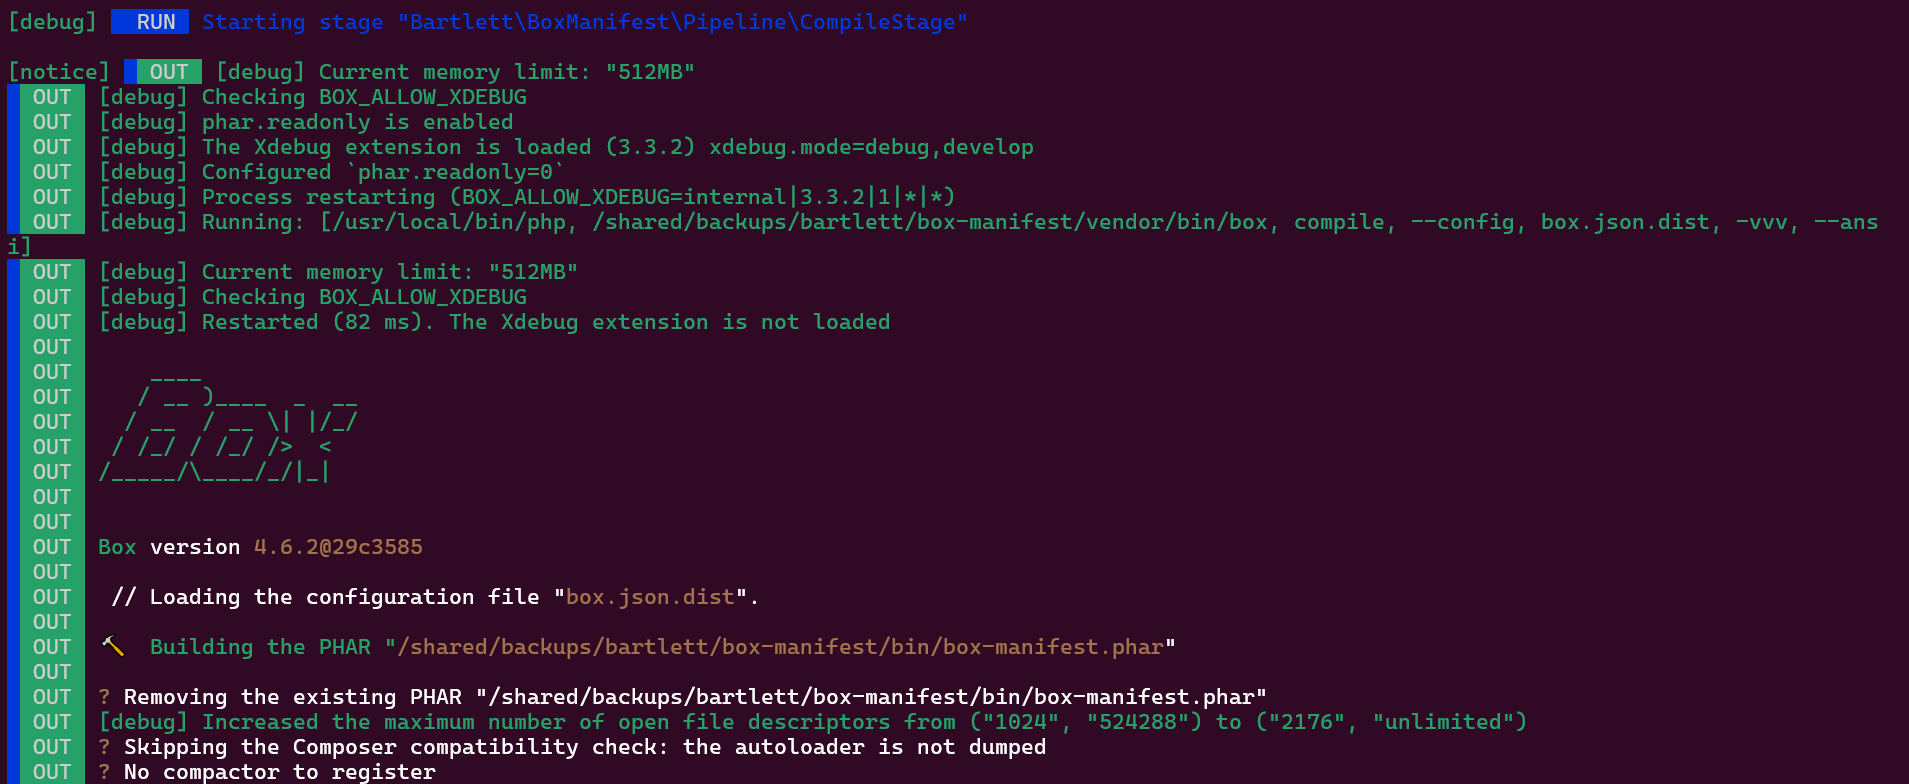 [debug]   RUN  Starting stage "Bartlett\BoxManifest\Pipeline\CompileStage"
[notice]   OUT  [debug] Current memory limit: "512MB"
  OUT  [debug] Checking BOX_ALLOW_XDEBUG
  OUT  [debug] phar.readonly is enabled
  OUT  [debug] The Xdebug extension is loaded (3.3.2) xdebug.mode=debug,develop
  OUT  [debug] Configured `phar.readonly=0`
  OUT  [debug] Process restarting (BOX_ALLOW_XDEBUG=internal|3.3.2|1|*|*)
  OUT  [debug] Running: [/usr/local/bin/php, /shared/backups/bartlett/box-manifest/vendor/bin/box, compile, --config, box.json.dist, -vvv, --ans
i]
  OUT  [debug] Current memory limit: "512MB"
  OUT  [debug] Checking BOX_ALLOW_XDEBUG
  OUT  [debug] Restarted (82 ms). The Xdebug extension is not loaded
  OUT
  OUT      ____
  OUT     / __ )____  _  __
  OUT    / __  / __ \| |/_/
  OUT   / /_/ / /_/ />  <
  OUT  /_____/\____/_/|_|
  OUT
  OUT
  OUT  Box version 4.6.2@29c3585
  OUT
  OUT   // Loading the configuration file "box.json.dist".
  OUT
  OUT  🔨  Building the PHAR "/shared/backups/bartlett/box-manifest/bin/box-manifest.phar"
  OUT
  OUT  ? Removing the existing PHAR "/shared/backups/bartlett/box-manifest/bin/box-manifest.phar"
  OUT  [debug] Increased the maximum number of open file descriptors from ("1024", "524288") to ("2176", "unlimited")
  OUT  ? Skipping the Composer compatibility check: the autoloader is not dumped
  OUT  ? No compactor to register